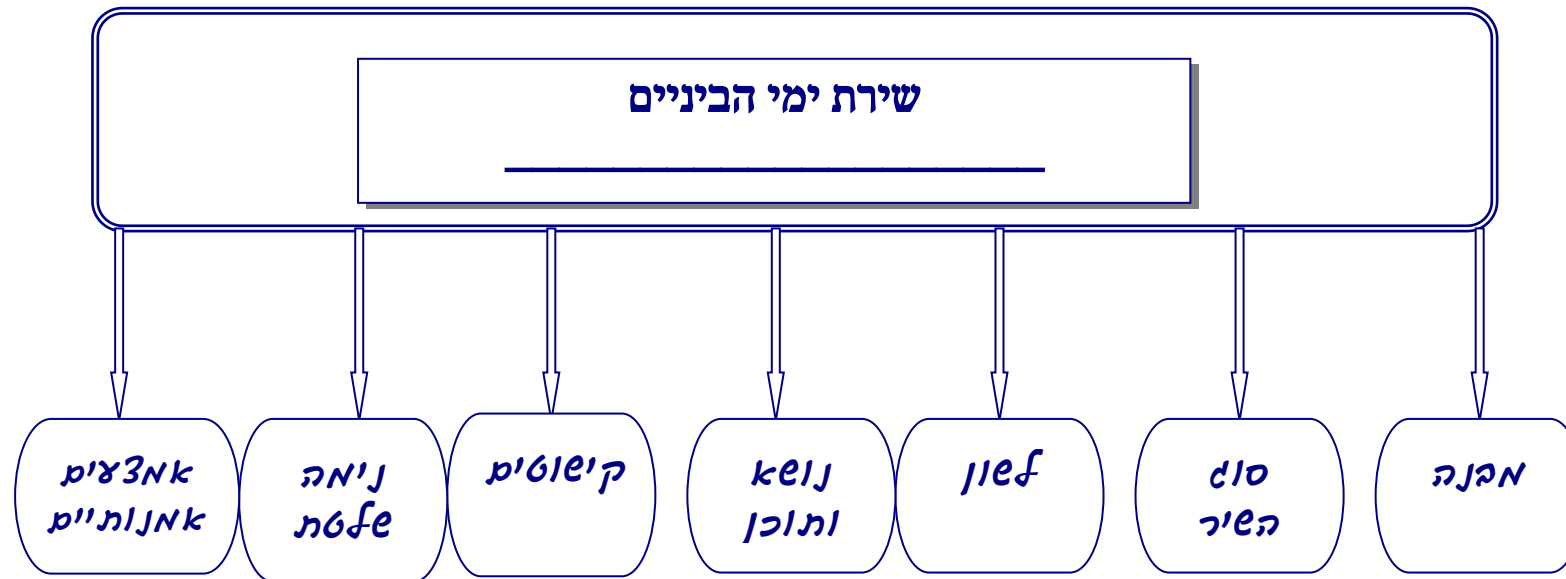 שירת ימי הביניים
מבנה
סוג
השיר
לשון
נושא
ותוכן
קישוטים
נימה
שלטת
אמצעים
אמנותיים